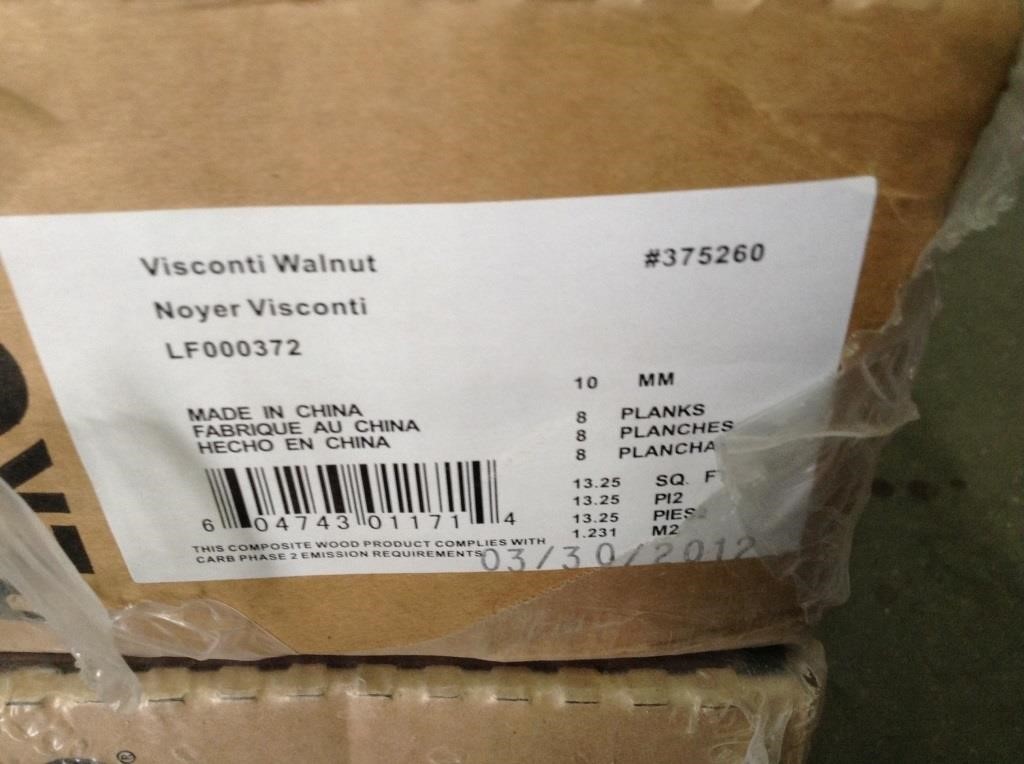 Visconti Walnut #375260
Noyer Visconti
LF000372
10 MM
MADE IN CHINA
FABRIQUE AU CHINA
HECHO EN CHINA
8 PLANKS
8 PLANCHES
8 PLANCHA
13.25 SQ. F
13.25 PI2
13.25 PIES2
1.231 M2
6 04743 01171 4
THIS COMPOSITE WOOD PRODUCT COMPLIES WITH
CARB PHASE 2 EMISSION REQUIREMENTS
03/30/2012
®